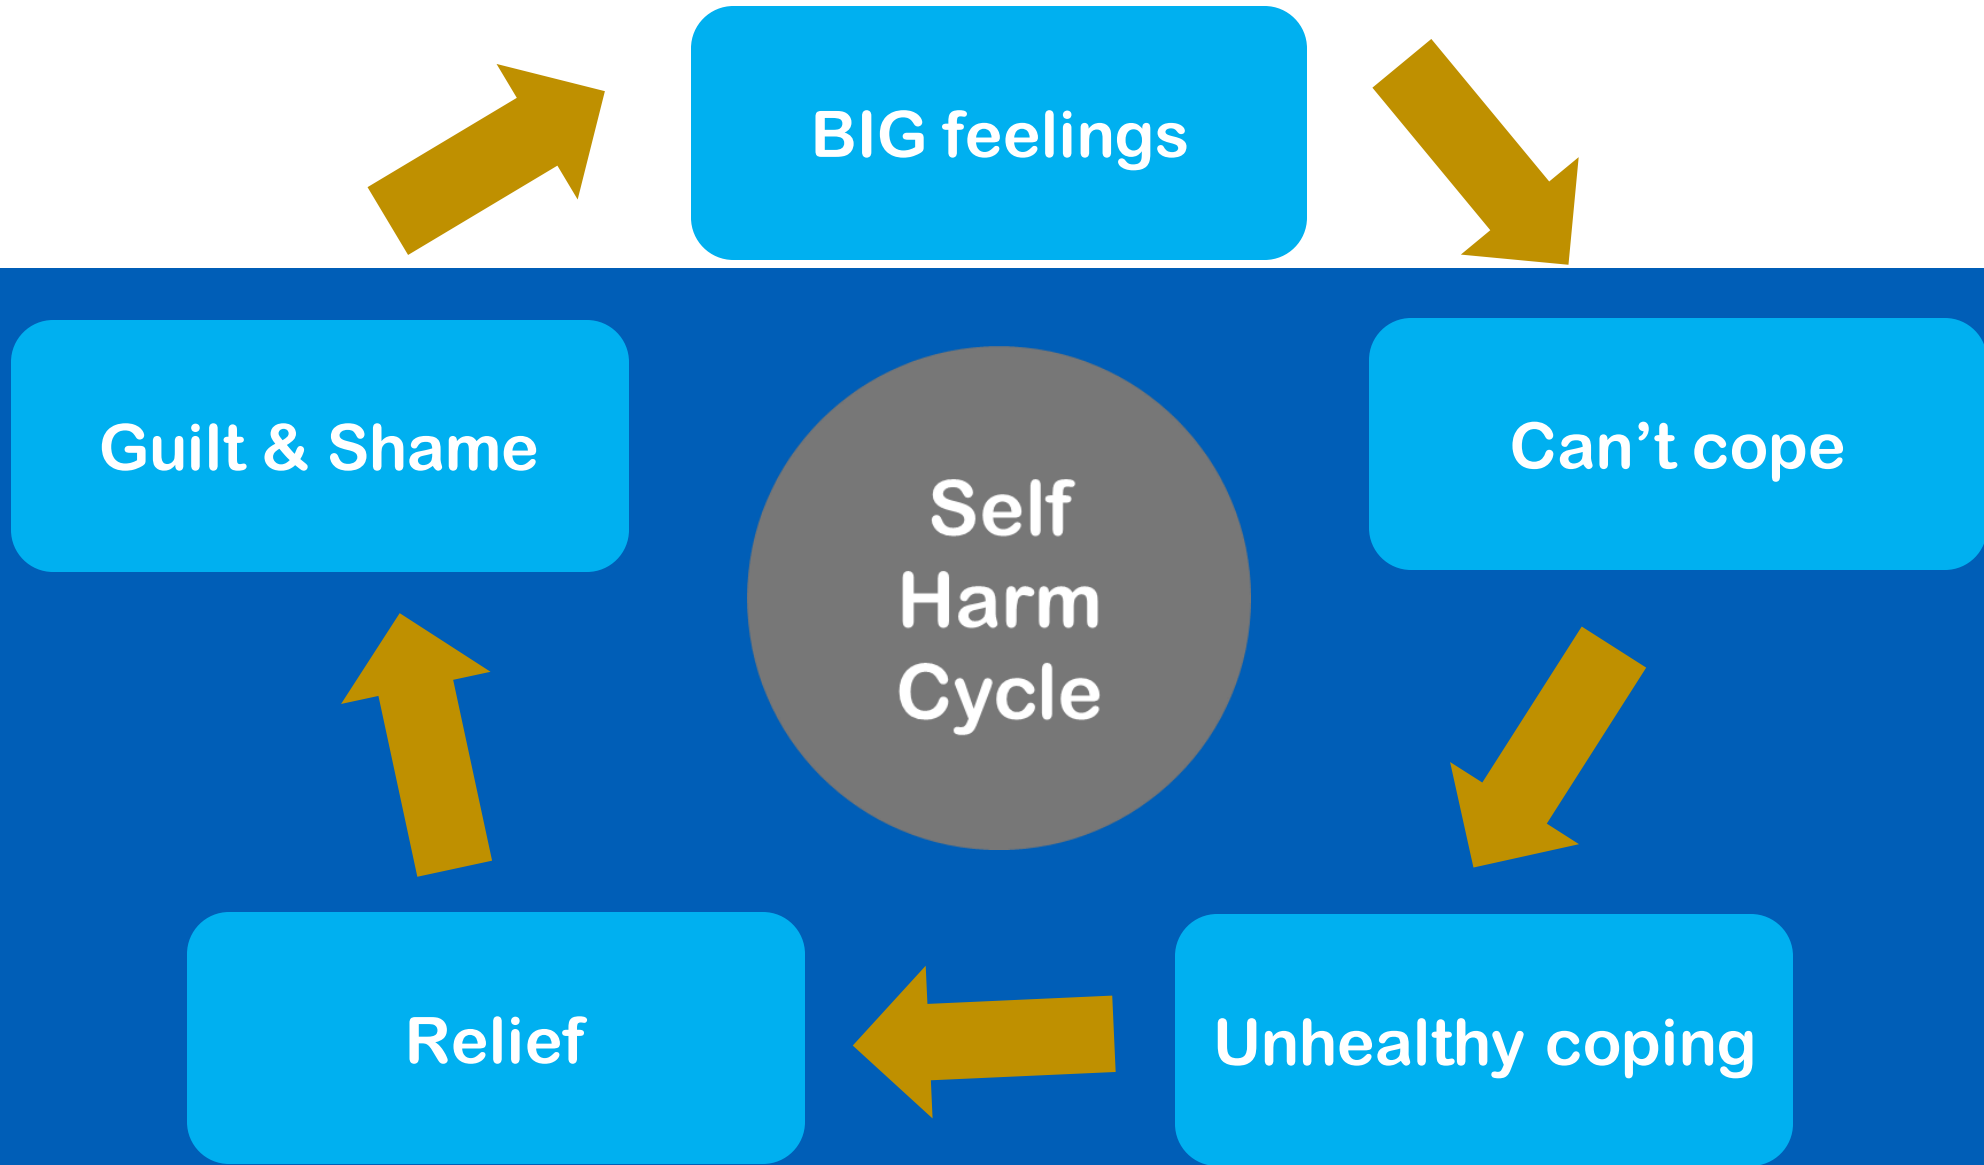 BIG feelings
Guilt & Shame
Can’t cope
Self
Harm
Cycle
Relief
Unhealthy coping